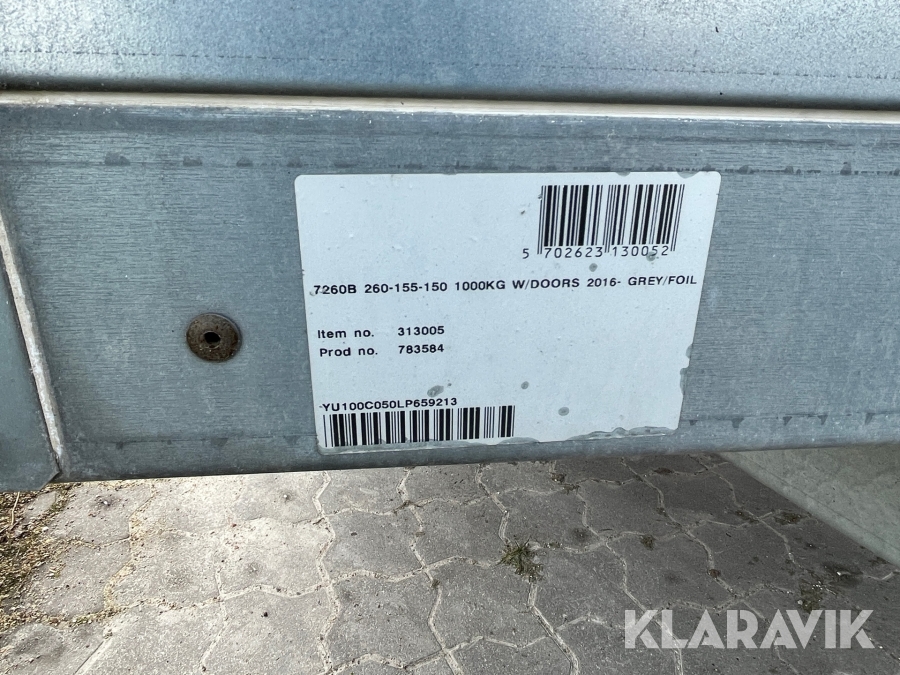 5 702623 130052
7260B 260-155-150 1000KG W/DOORS 2016- GREY/FOIL
Item no. 313005
Prod no. 783584
YU100C050LP659213
KLARAVIK